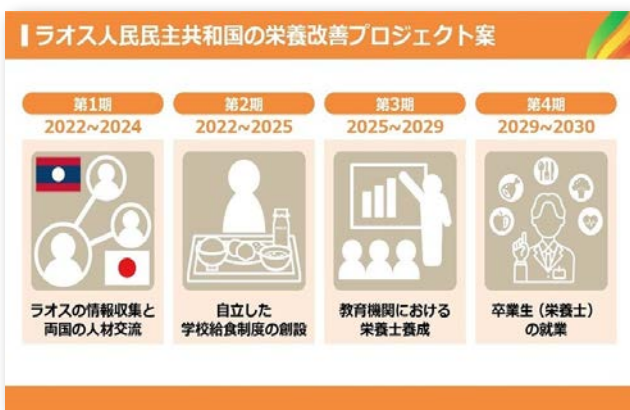 ラオス人民民主共和国の栄養改善プロジェクト案
第1期
2022~2024
ラオスの情報収集と
両国の人材交流
第2期
2022~2025
自立した
学校給食制度の創設
第3期
2025~2029
教育機関における
栄養士養成
第4期
2029~2030
卒業生（栄養士）
の就業